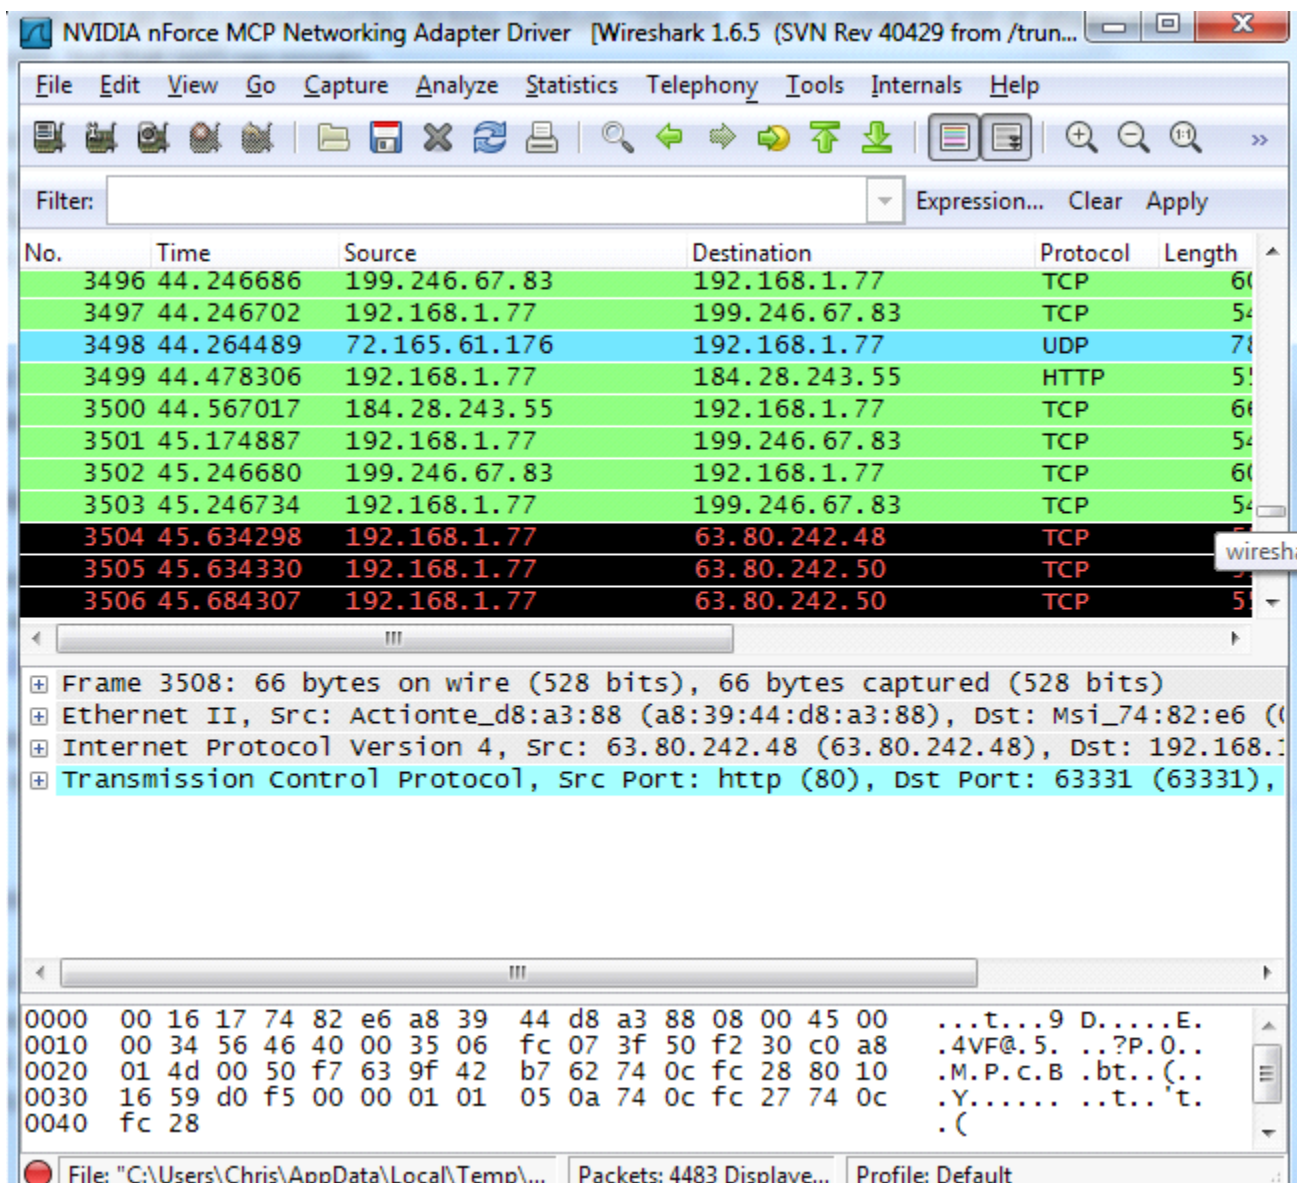 NVIDIA nForce MCP Networking Adapter Driver [Wireshark 1.6.5 (SVN Rev 40429 from /trun...
File Edit View Go Capture Analyze Statistics Telephony Tools Internals Help
Filter: Expression... Clear Apply
No. Time Source Destination Protocol Length
3496 44.246686 199.246.67.83 192.168.1.77 TCP 60
3497 44.246702 192.168.1.77 199.246.67.83 TCP 54
3498 44.264489 72.165.61.176 192.168.1.77 UDP 78
3499 44.478306 192.168.1.77 184.28.243.55 HTTP 5
3500 44.567017 184.28.243.55 192.168.1.77 TCP 66
3501 45.174887 192.168.1.77 199.246.67.83 TCP 54
3502 45.246680 199.246.67.83 192.168.1.77 TCP 60
3503 45.246734 192.168.1.77 199.246.67.83 TCP 54
3504 45.634298 192.168.1.77 63.80.242.48 TCP
wiresha
3505 45.634330 192.168.1.77 63.80.242.50 TCP
3506 45.684307 192.168.1.77 63.80.242.50 TCP 5
Frame 3508: 66 bytes on wire (528 bits), 66 bytes captured (528 bits)
Ethernet II, Src: Actionte_d8:a3:88 (a8:39:44:d8:a3:88), Dst: Msi_74:82:e6 (
Internet Protocol Version 4, Src: 63.80.242.48 (63.80.242.48), Dst: 192.168.1
Transmission Control Protocol, Src Port: http (80), Dst Port: 63331 (63331),
0000 00 16 17 74 82 e6 a8 39 44 d8 a3 88 08 00 45 00 ...t...9 D.....E.
0010 00 34 56 46 40 00 35 06 fc 07 3f 50 f2 30 c0 a8 .4VF@.5. ..?P.0..
0020 01 4d 00 50 f7 63 9f 42 b7 62 74 0c fc 28 80 10 .M.P.c.B .bt..(..
0030 16 59 d0 f5 00 00 01 01 05 0a 74 0c fc 27 74 0c .Y...... ..t..'t.
0040 fc 28 .(
File: "C:\Users\Chris\AppData\Local\Temp\... Packets: 4483 Displaye... Profile: Default